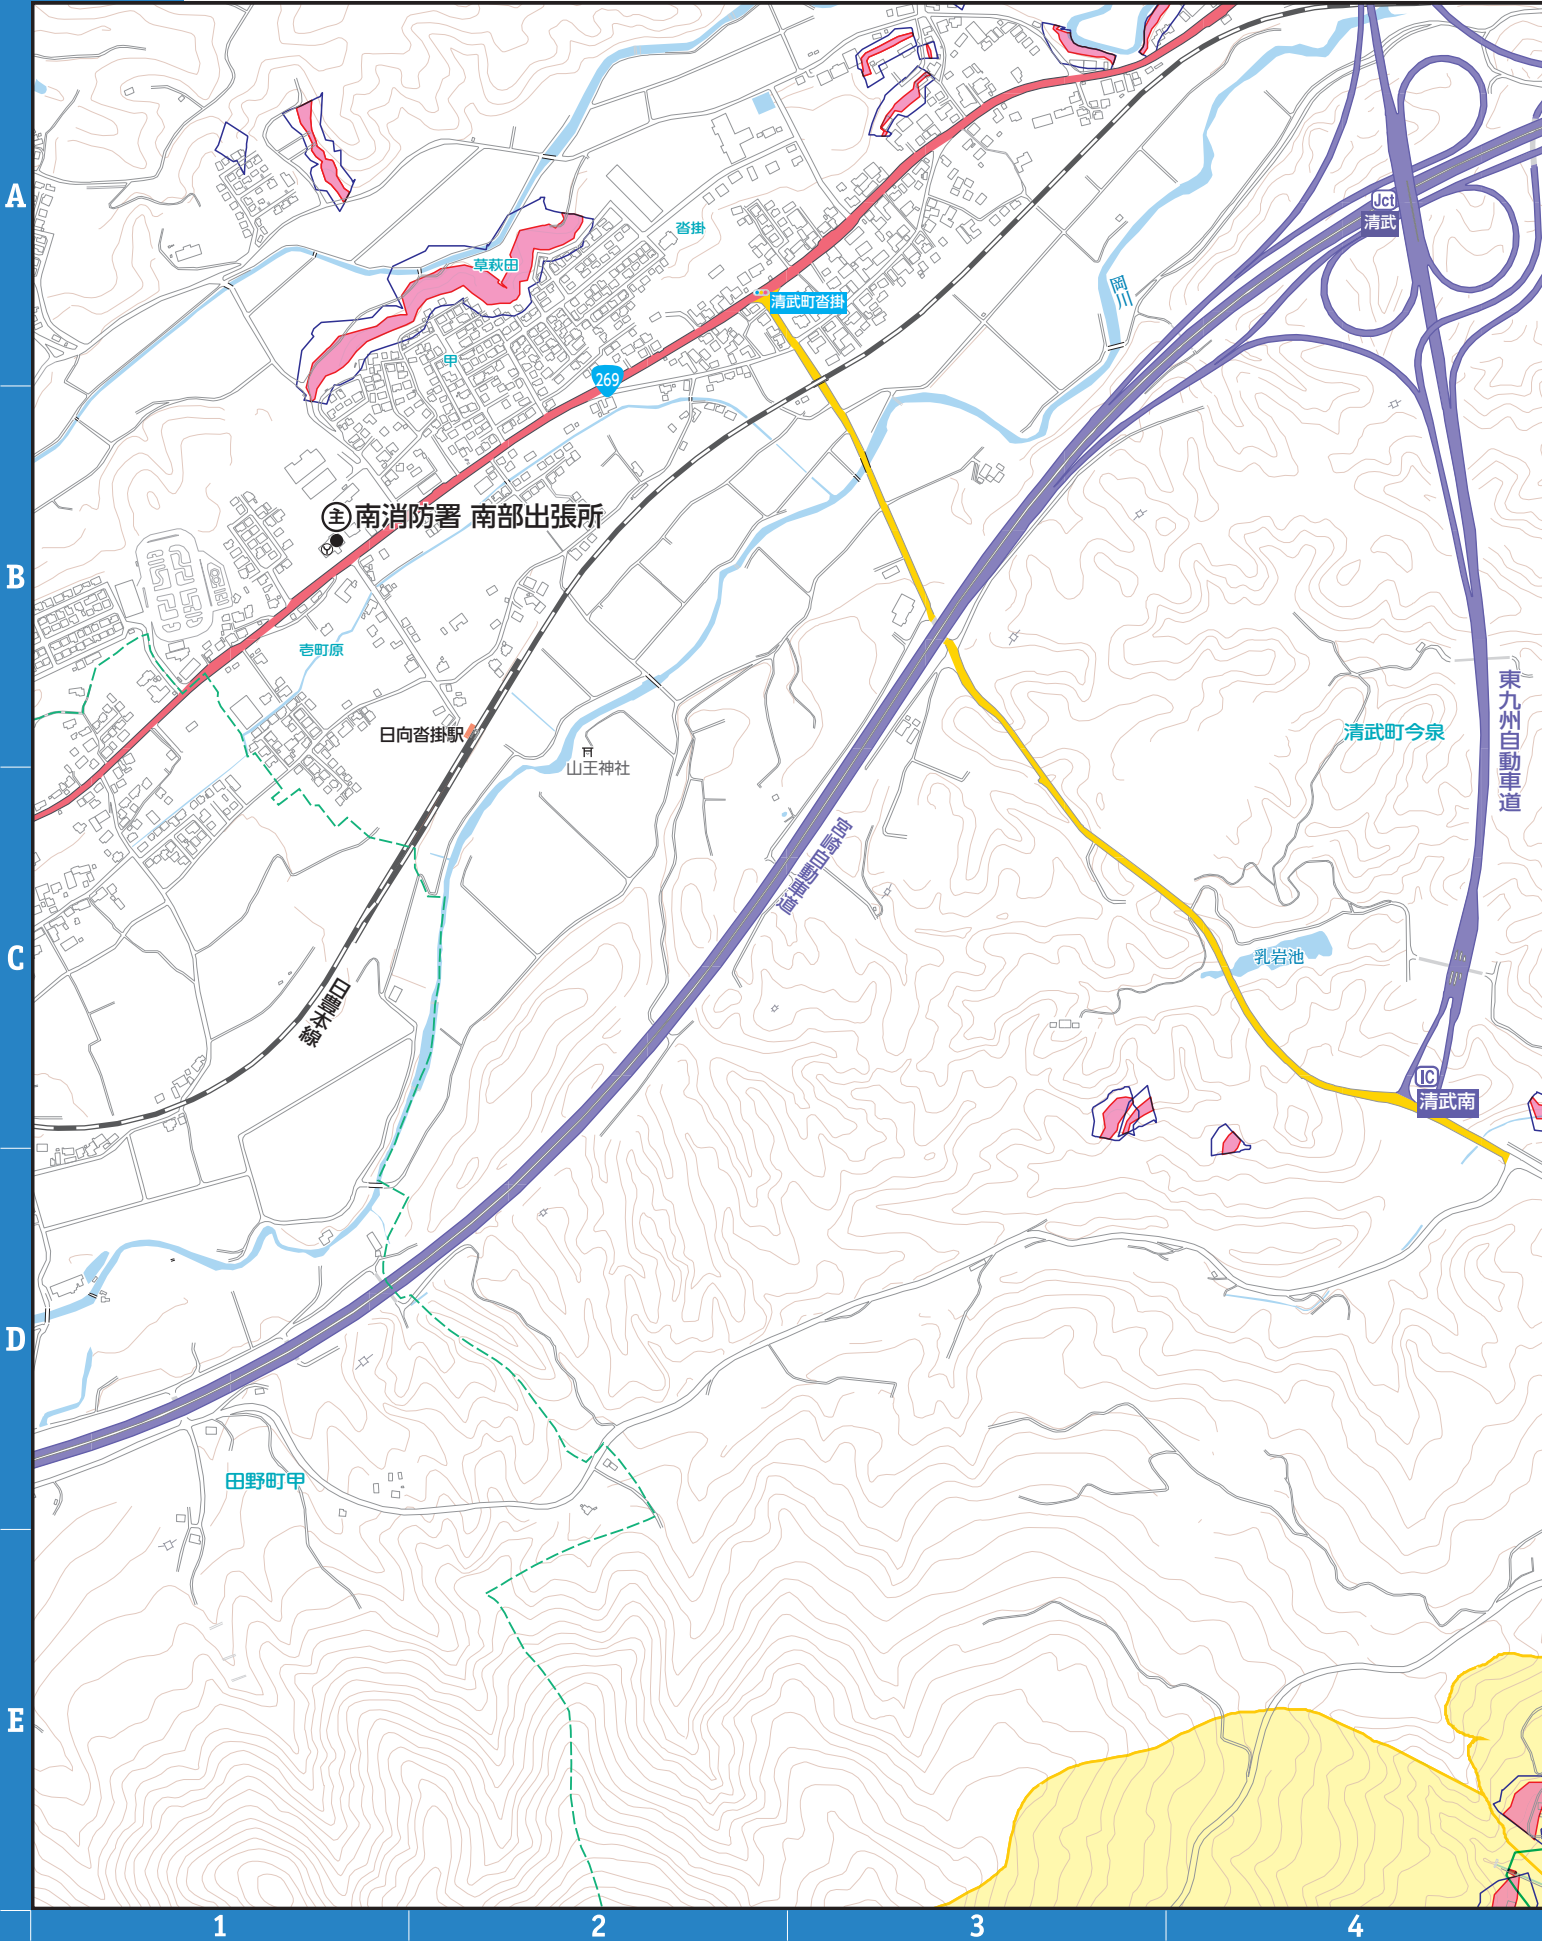 A
Jct
清武
沓掛
草萩田
岡川
清武町沓掛
甲
269
主南消防署 南部出張所
B
壱町原
東九州自動車道
日向沓掛駅
清武町今泉
山王神社
宮崎自動車道
C
乳岩池
日豊本線
IC
清武南
D
田野町甲
E
1
2
3
4